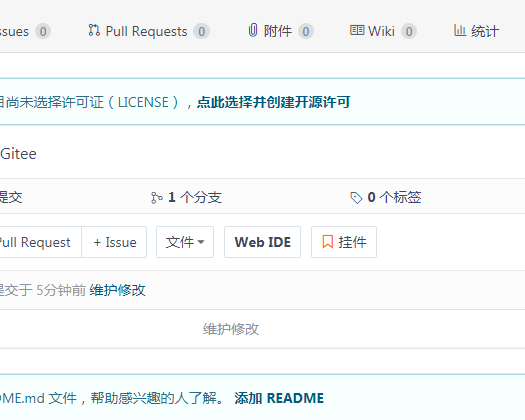 ssues 0 Pull Requests 0 附件 0 Wiki 0 统计
目尚未选择许可证（LICENSE），点此选择并创建开源许可
Gitee
提交 1 个分支 0 个标签
Pull Request + Issue 文件 Web IDE 挂件
提交于 5分钟前 维护修改
维护修改
OME.md 文件，帮助感兴趣的人了解。 添加 README